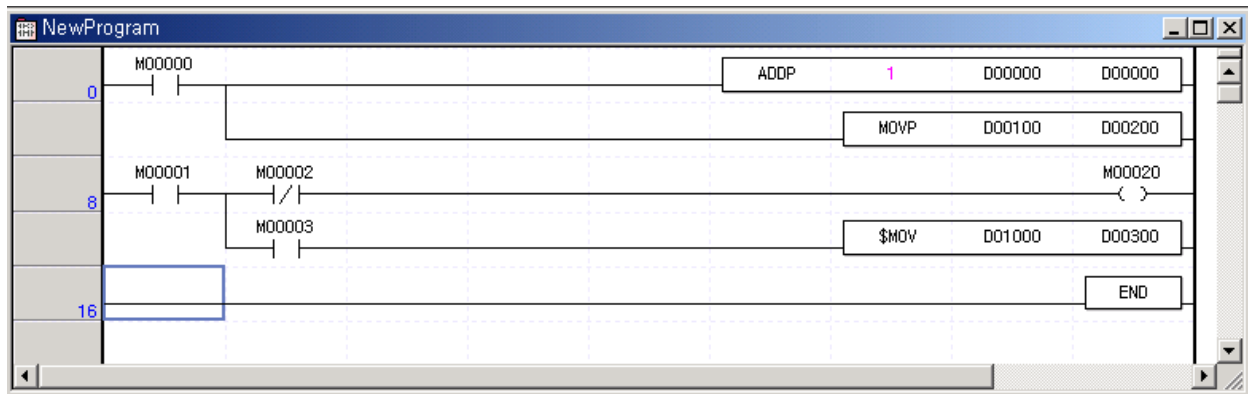 NewProgram
M00000
0
ADDP 1 D00000 D00000
MOVP D00100 D00200
M00001 M00002 M00020
8
M00003
$MOV D01000 D00300
END
16